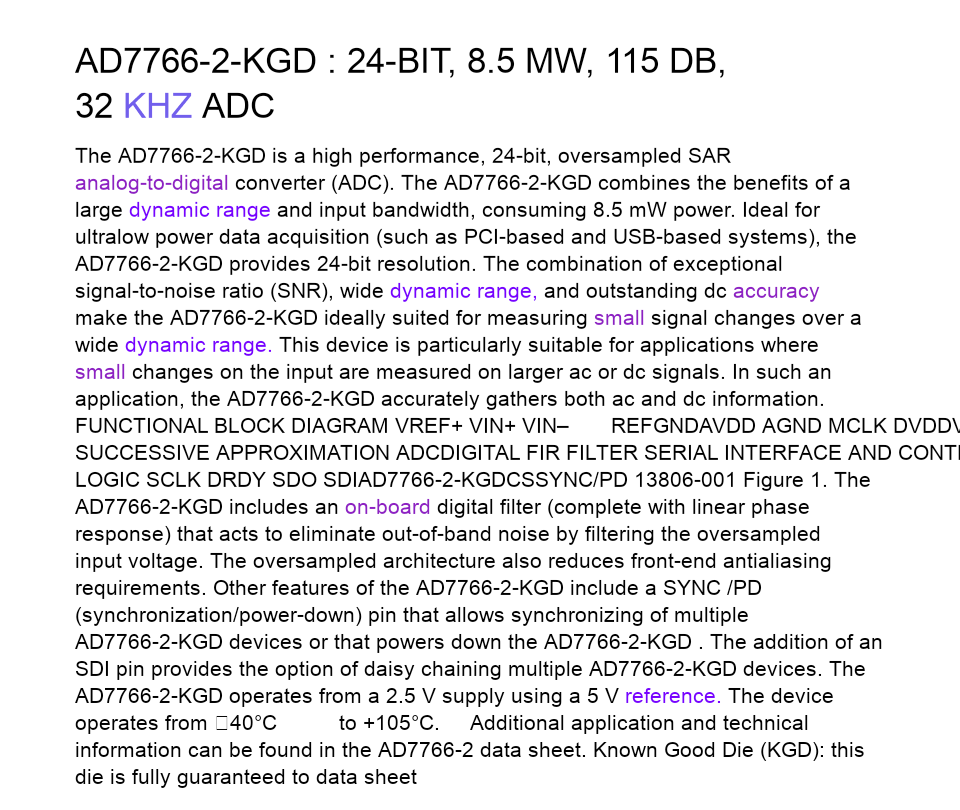 AD7766-2-KGD : 24-BIT, 8.5 MW, 115 DB,
32 KHZ ADC
The AD7766-2-KGD is a high performance, 24-bit, oversampled SAR
analog-to-digital converter (ADC). The AD7766-2-KGD combines the benefits of a
large dynamic range and input bandwidth, consuming 8.5 mW power. Ideal for
ultralow power data acquisition (such as PCI-based and USB-based systems), the
AD7766-2-KGD provides 24-bit resolution. The combination of exceptional
signal-to-noise ratio (SNR), wide dynamic range, and outstanding dc accuracy
make the AD7766-2-KGD ideally suited for measuring small signal changes over a
wide dynamic range. This device is particularly suitable for applications where
small changes on the input are measured on larger ac or dc signals. In such an
application, the AD7766-2-KGD accurately gathers both ac and dc information.
FUNCTIONAL BLOCK DIAGRAM VREF+ VIN+ VIN– REFGNDAVDD AGND MCLK DVDDV
SUCCESSIVE APPROXIMATION ADCDIGITAL FIR FILTER SERIAL INTERFACE AND
LOGIC SCLK DRDY SDO SDIAD7766-2-KGDCSSYNC/PD 13806-001 Figure 1. The
AD7766-2-KGD includes an on-board digital filter (complete with linear phase
response) that acts to eliminate out-of-band noise by filtering the oversampled
input voltage. The oversampled architecture also reduces front-end antialiasing
requirements. Other features of the AD7766-2-KGD include a SYNC /PD
(synchronization/power-down) pin that allows synchronizing of multiple
AD7766-2-KGD devices or that powers down the AD7766-2-KGD . The addition of an
SDI pin provides the option of daisy chaining multiple AD7766-2-KGD devices. The
AD7766-2-KGD operates from a 2.5 V supply using a 5 V reference. The device
operates from 40°C to +105°C. Additional application and technical
information can be found in the AD7766-2 data sheet. Known Good Die (KGD): this
die is fully guaranteed to data sheet